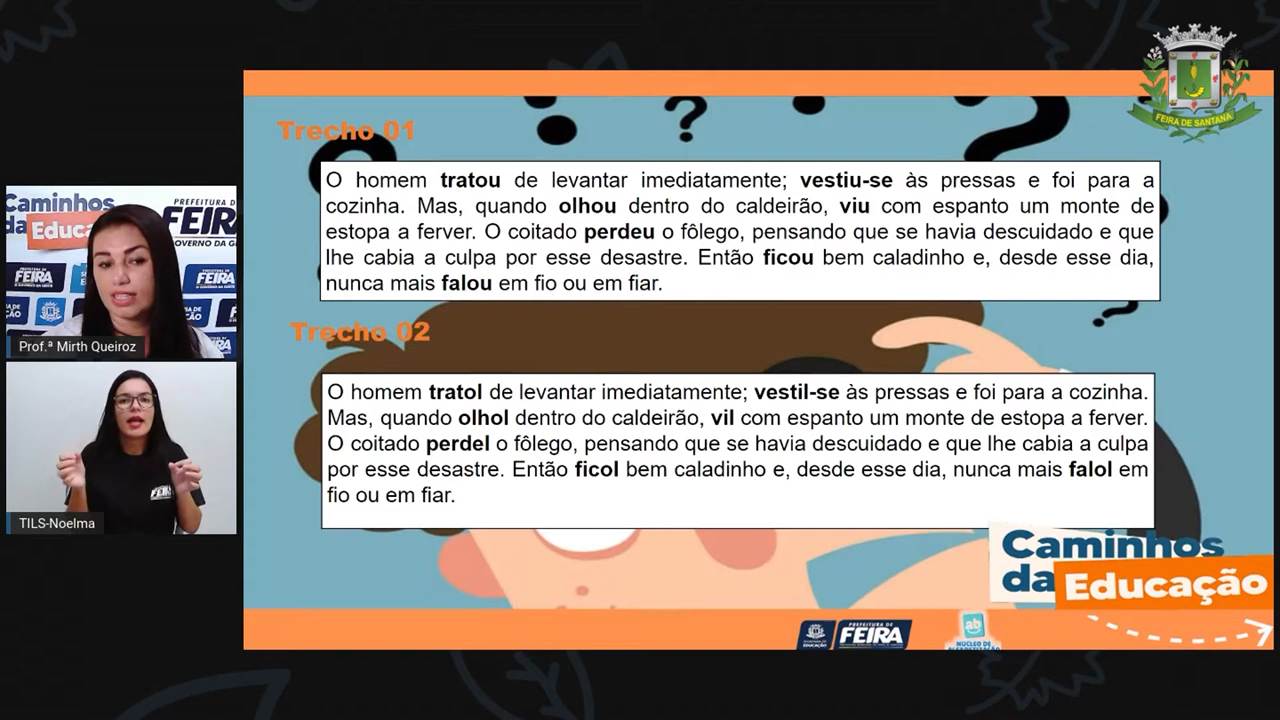 FEIRA DE SANTANA
Trecho 01
O homem tratou de levantar imediatamente; vestiu-se às pressas e foi para a
cozinha. Mas, quando olhou dentro do caldeirão, viu com espanto um monte de
estopa a ferver. O coitado perdeu o fôlego, pensando que se havia descuidado e que
lhe cabia a culpa por esse desastre. Então ficou bem caladinho e, desde esse dia,
nunca mais falou em fio ou em fiar.
Trecho 02
O homem tratol de levantar imediatamente; vestil-se às pressas e foi para a cozinha.
Mas, quando olhol dentro do caldeirão, vil com espanto um monte de estopa a ferver.
O coitado perdel o fôlego, pensando que se havia descuidado e que lhe cabia a culpa
por esse desastre. Então ficol bem caladinho e, desde esse dia, nunca mais falol em
fio ou em fiar.
Caminhos
da Educação
PREFEITURA DE
FEIRA
ab
NÚCLEO DE
Caminhos
da Educa
PREFEITURA D
FEIRA
FEIRA
FEIRA
Prof.ª Mirth Queiroz
TILS-Noelma